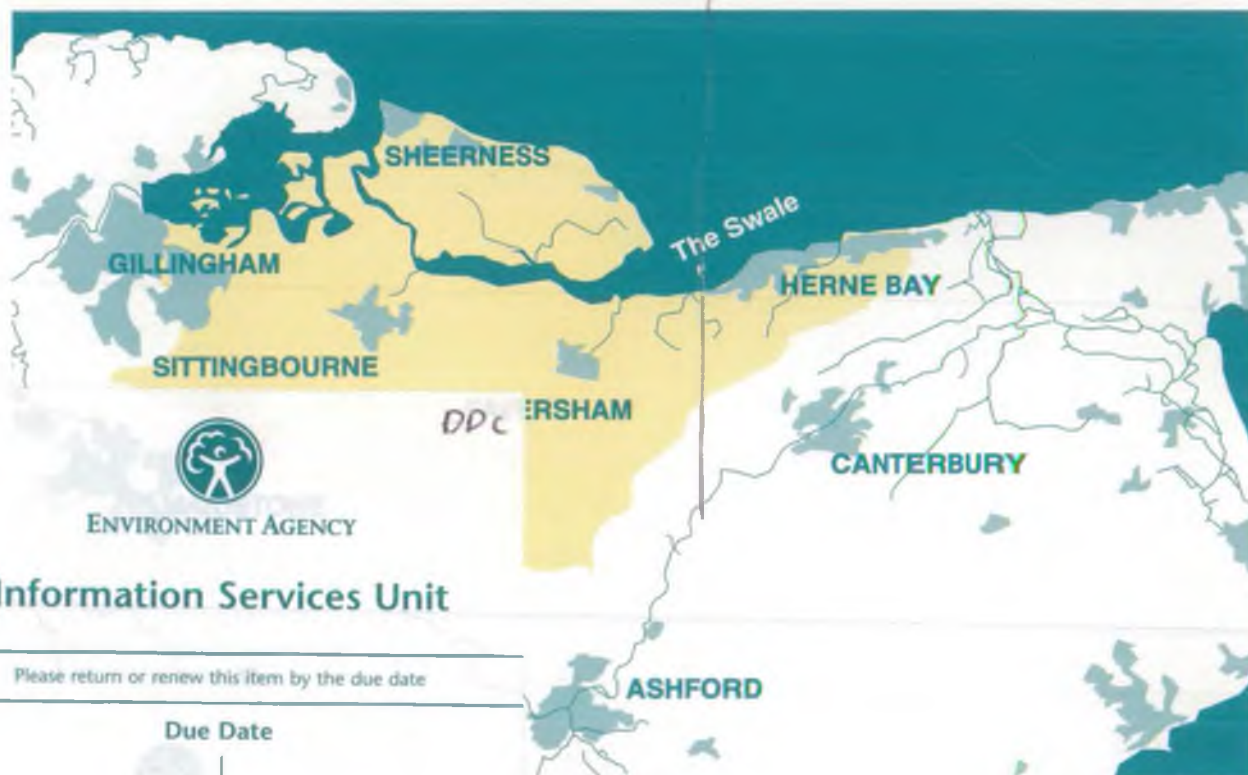 SHEERNESS
The Swale
GILLINGHAM
HERNE BAY
SITTINGBOURNE
DDC
ERSHAM
CANTERBURY
ENVIRONMENT AGENCY
Information Services Unit
Please return or renew this item by the due date
ASHFORD
Due Date